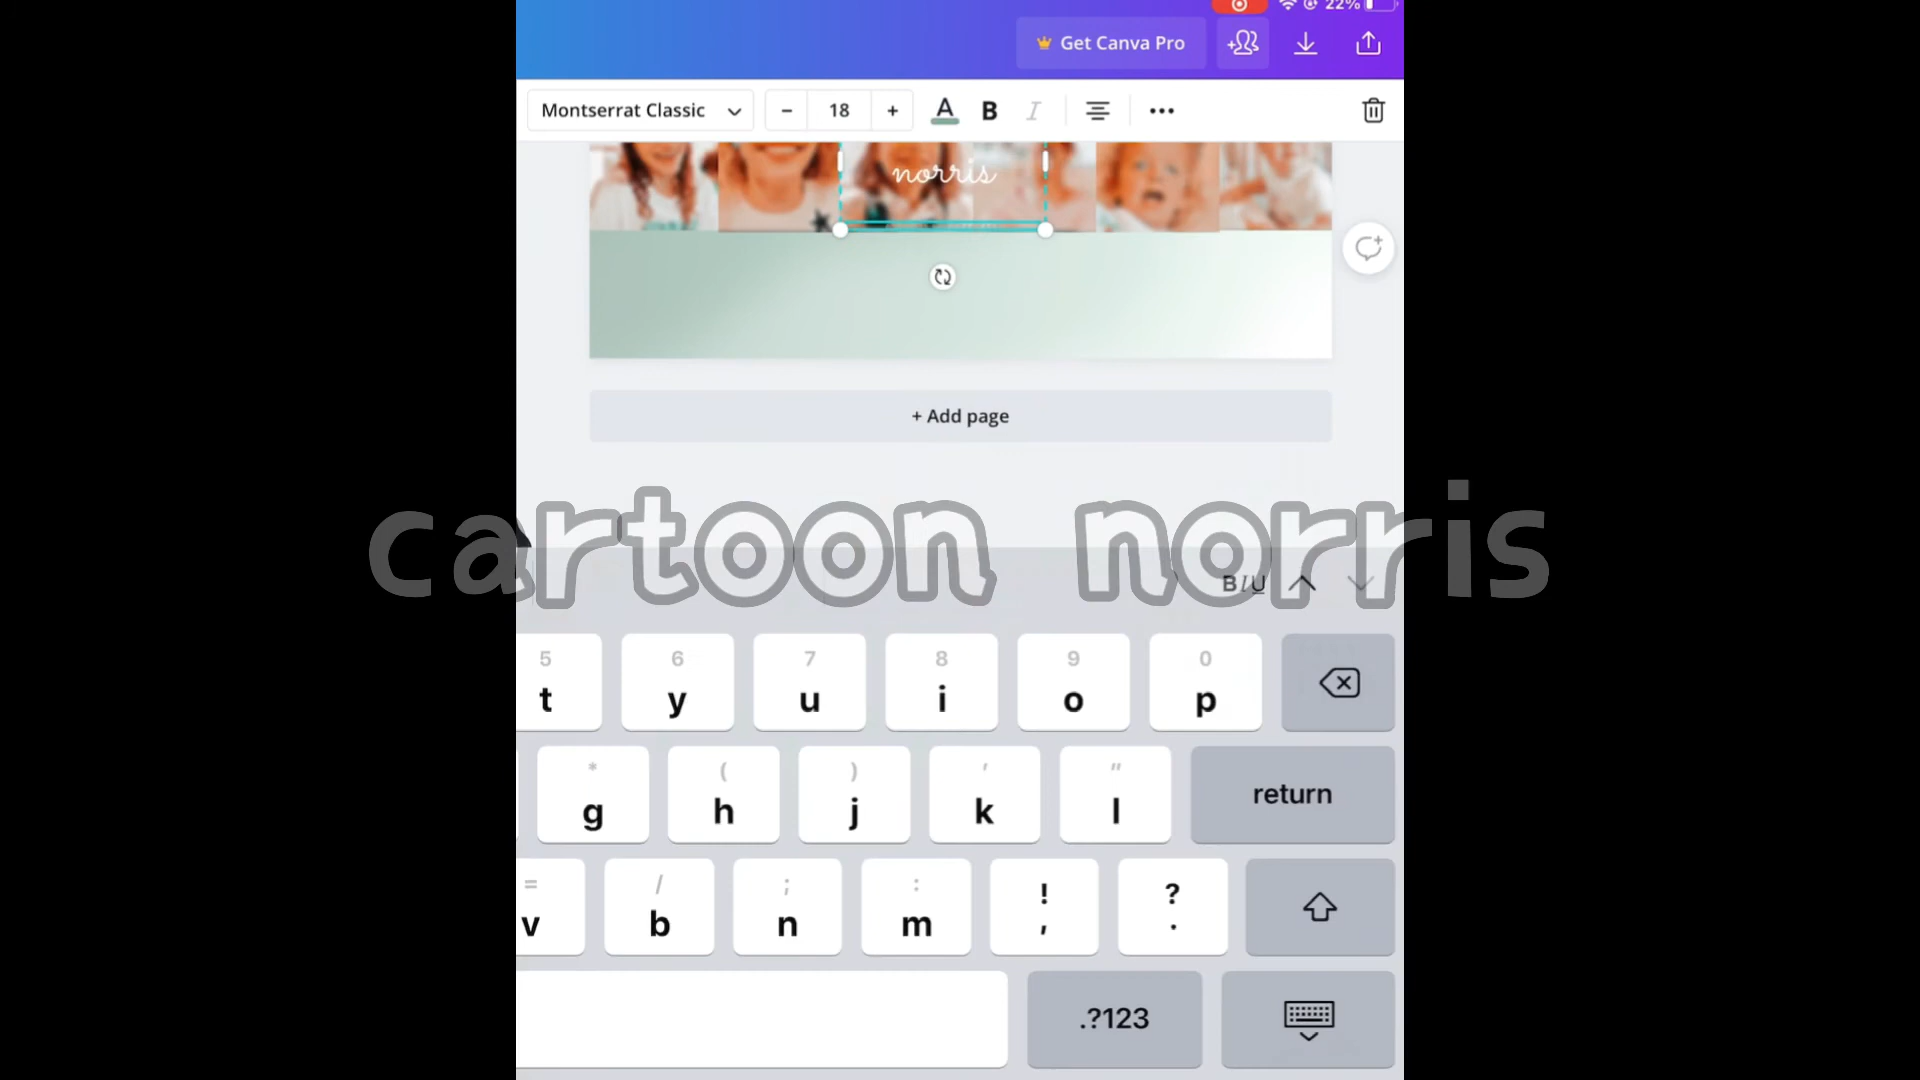 22%
Get Canva Pro
Montserrat Classic
− 18 + A B I
norris
+ Add page
cartoon norris
B I U
5 6 7 8 9 0
t y u i o p
* ( ) ' "
g h j k l return
= / ; : ! ?
v b n m , .
.?123